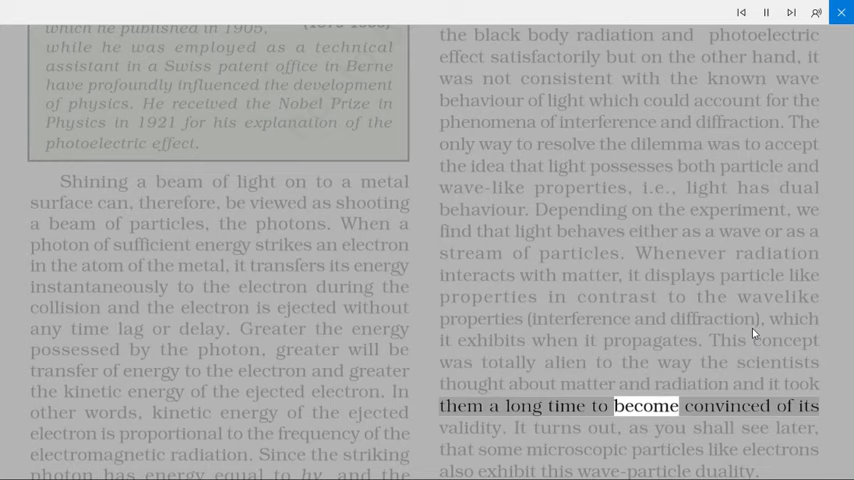 which he published in 1905,
while he was employed as a technical
assistant in a Swiss patent office in Berne
have profoundly influenced the development
of physics. He received the Nobel Prize in
Physics in 1921 for his explanation of the
photoelectric effect.
Shining a beam of light on to a metal
surface can, therefore, be viewed as shooting
a beam of particles, the photons. When a
photon of sufficient energy strikes an electron
in the atom of the metal, it transfers its energy
instantaneously to the electron during the
collision and the electron is ejected without
any time lag or delay. Greater the energy
possessed by the photon, greater will be
transfer of energy to the electron and greater
the kinetic energy of the ejected electron. In
other words, kinetic energy of the ejected
electron is proportional to the frequency of the
electromagnetic radiation. Since the striking
photon has energy equal to hν, and the
the black body radiation and photoelectric
effect satisfactorily but on the other hand, it
was not consistent with the known wave
behaviour of light which could account for the
phenomena of interference and diffraction. The
only way to resolve the dilemma was to accept
the idea that light possesses both particle and
wave-like properties, i.e., light has dual
behaviour. Depending on the experiment, we
find that light behaves either as a wave or as a
stream of particles. Whenever radiation
interacts with matter, it displays particle like
properties in contrast to the wavelike
properties (interference and diffraction), which
it exhibits when it propagates. This concept
was totally alien to the way the scientists
thought about matter and radiation and it took
them a long time to become convinced of its
validity. It turns out, as you shall see later,
that some microscopic particles like electrons
also exhibit this wave-particle duality.